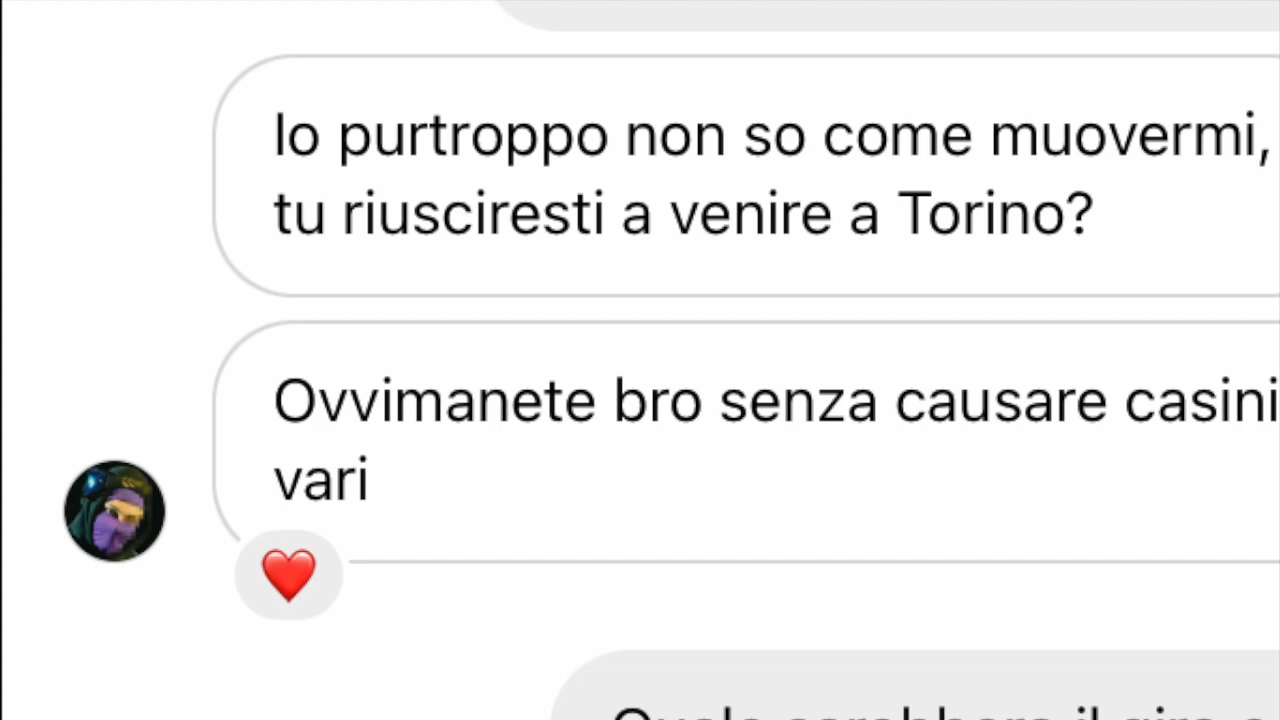 Io purtroppo non so come muovermi,
tu riusciresti a venire a Torino?
Ovvimanete bro senza causare casini
vari